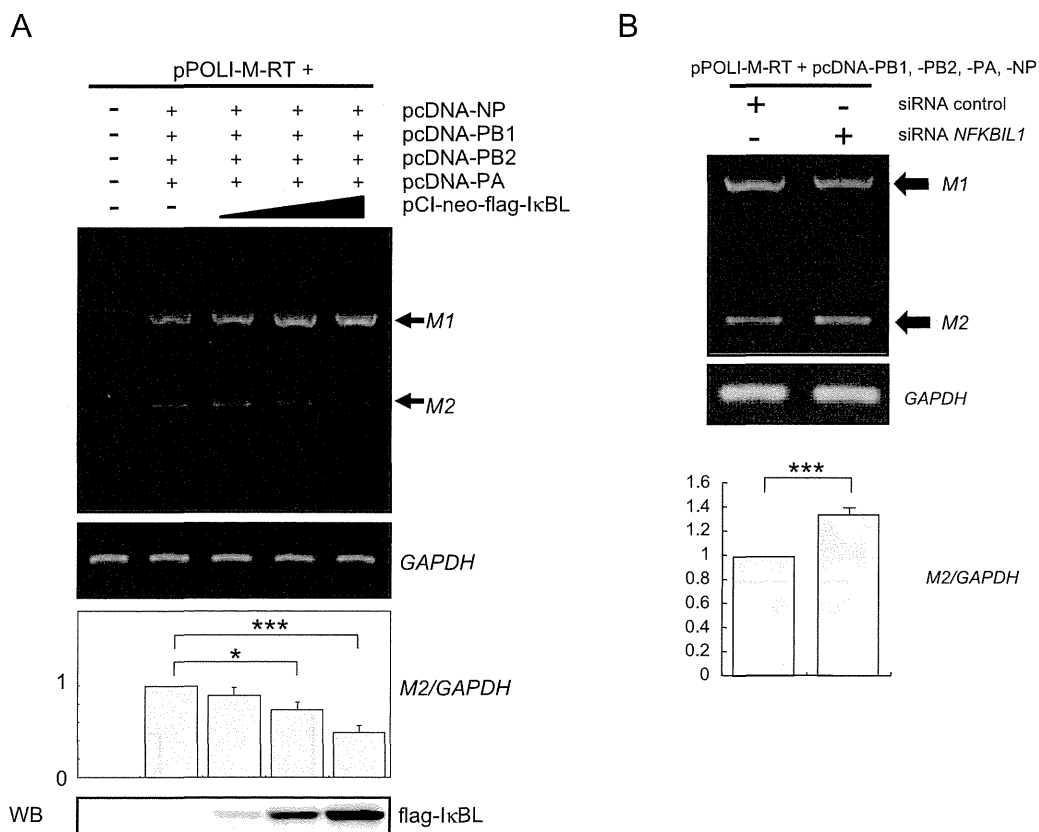 A
pPOLI-M-RT +
- + + + + pcDNA-NP
- + + + + pcDNA-PB1
- + + + + pcDNA-PB2
- + + + + pcDNA-PA
- - pCI-neo-flag-IκBL
M1
M2
GAPDH
***
*
1
M2/GAPDH
0
WB flag-IκBL
B
pPOLI-M-RT + pcDNA-PB1, -PB2, -PA, -NP
+ - siRNA control
- + siRNA NFKBIL1
M1
M2
GAPDH
***
1.6
1.4
1.2
1
0.8
0.6
0.4
0.2
0
M2/GAPDH